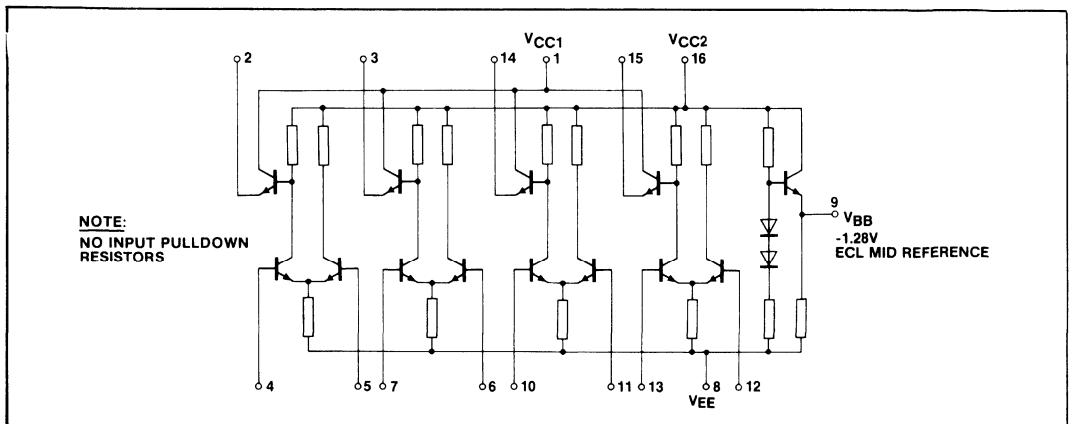 VCC1 VCC2
2 3 14 1 15 16
9
VBB
-1.28V
ECL MID REFERENCE
NOTE:
NO INPUT PULLDOWN
RESISTORS
4 5 7 6 10 11 13 8 12
VEE